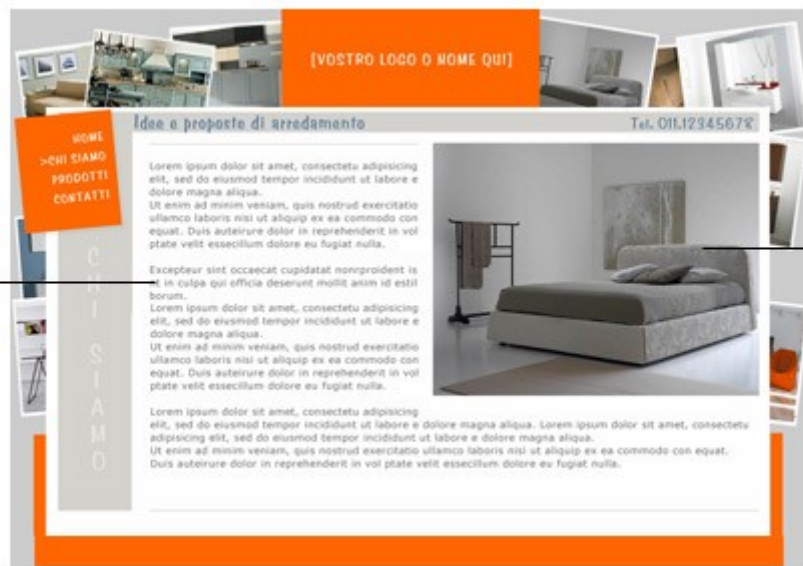 [VOSTRO LOGO O NOME QUI]
Idee e proposte di arredamento
Tel. 011.12345678
HOME
>CHI SIAMO
PRODOTTI
CONTATTI
CHI SIAMO
Lorem ipsum dolor sit amet, consectetu adipisicing
elit, sed do eiusmod tempor incididunt ut labore e
dolore magna aliqua.
Ut enim ad minim veniam, quis nostrud exercitatio
ullamco laboris nisi ut aliquip ex ea commodo con
equat. Duis auteirure dolor in reprehenderit in vol
ptate velit essecillum dolore eu fugiat nulla.
Excepteur sint occaecat cupidatat nonrproident is
nt in culpa qui officia deserunt mollit anim id estil
borum.
Lorem ipsum dolor sit amet, consectetu adipisicing
elit, sed do eiusmod tempor incididunt ut labore e
dolore magna aliqua.
Ut enim ad minim veniam, quis nostrud exercitatio
ullamco laboris nisi ut aliquip ex ea commodo con
equat. Duis auteirure dolor in reprehenderit in vol
ptate velit essecillum dolore eu fugiat nulla.
Lorem ipsum dolor sit amet, consectetu adipisicing
elit, sed do eiusmod tempor incididunt ut labore e dolore magna aliqua. Lorem ipsum dolor sit amet, consectetu
adipisicing elit, sed do eiusmod tempor incididunt ut labore e dolore magna aliqua.
Ut enim ad minim veniam, quis nostrud exercitatio ullamco laboris nisi ut aliquip ex ea commodo con equat.
Duis auteirure dolor in reprehenderit in vol ptate velit essecillum dolore eu fugiat nulla.